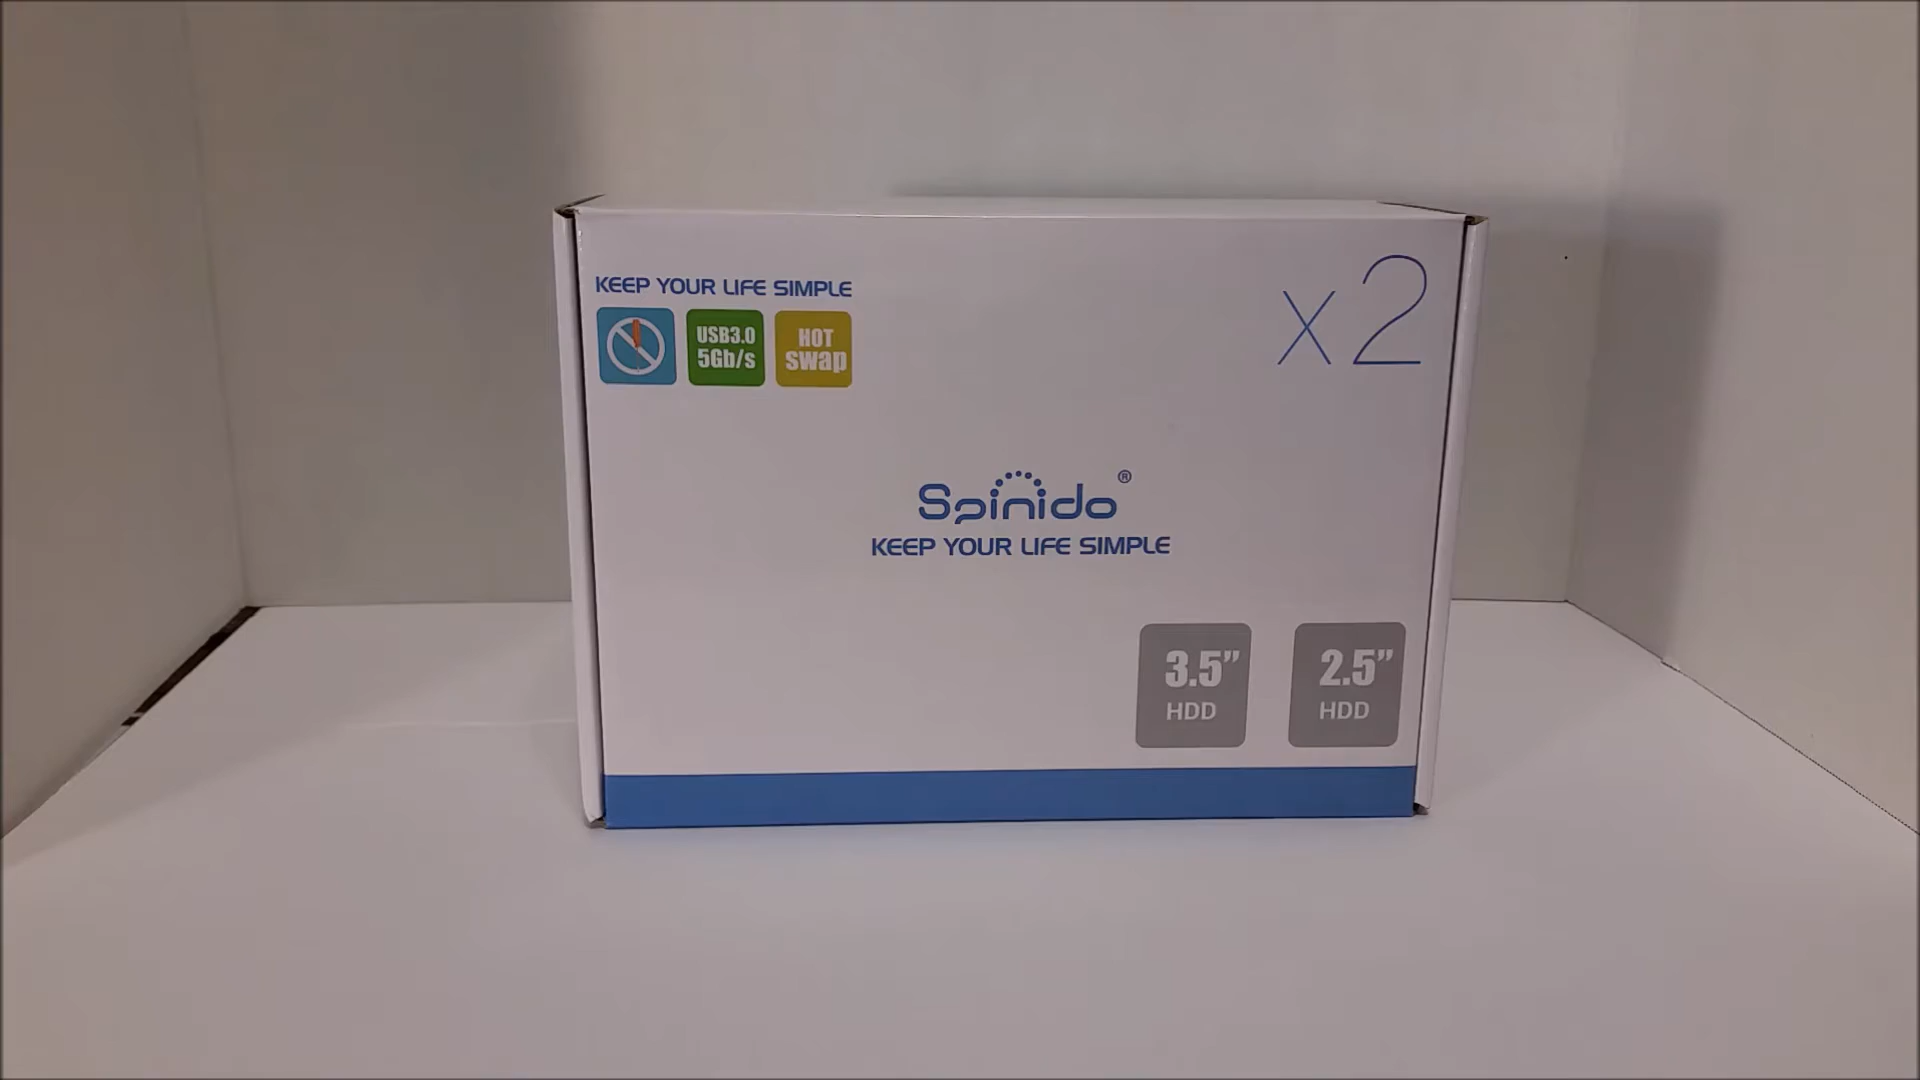 KEEP YOUR LIFE SIMPLE
USB3.0
5Gb/s
HOT
swap
x2
Spinido®
KEEP YOUR LIFE SIMPLE
3.5”
HDD
2.5”
HDD